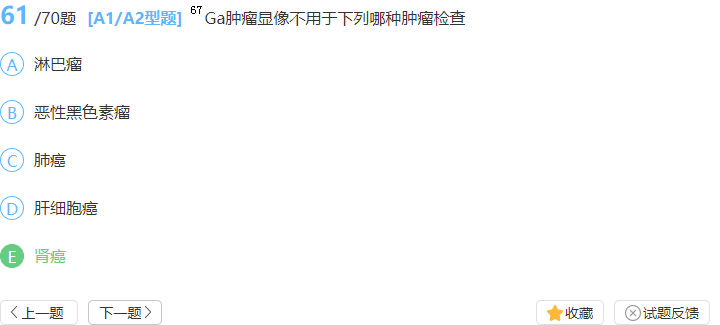 61 /70题 [A1/A2型题] 67Ga肿瘤显像不用于下列哪种肿瘤检查
A 淋巴瘤
B 恶性黑色素瘤
C 肺癌
D 肝细胞癌
E 肾癌
上一题 下一题 收藏 试题反馈